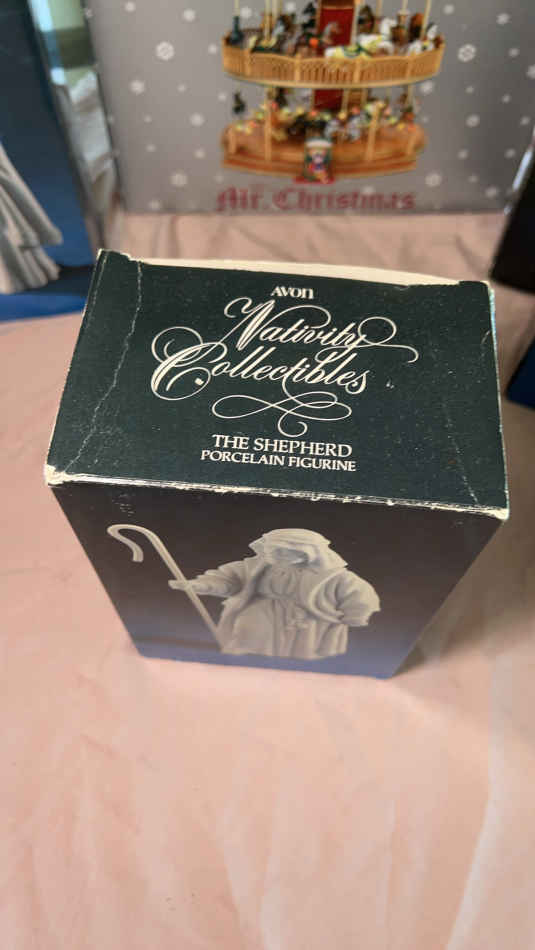 Mr. Christmas
AVON
Nativity
Collectibles
THE SHEPHERD
PORCELAIN FIGURINE